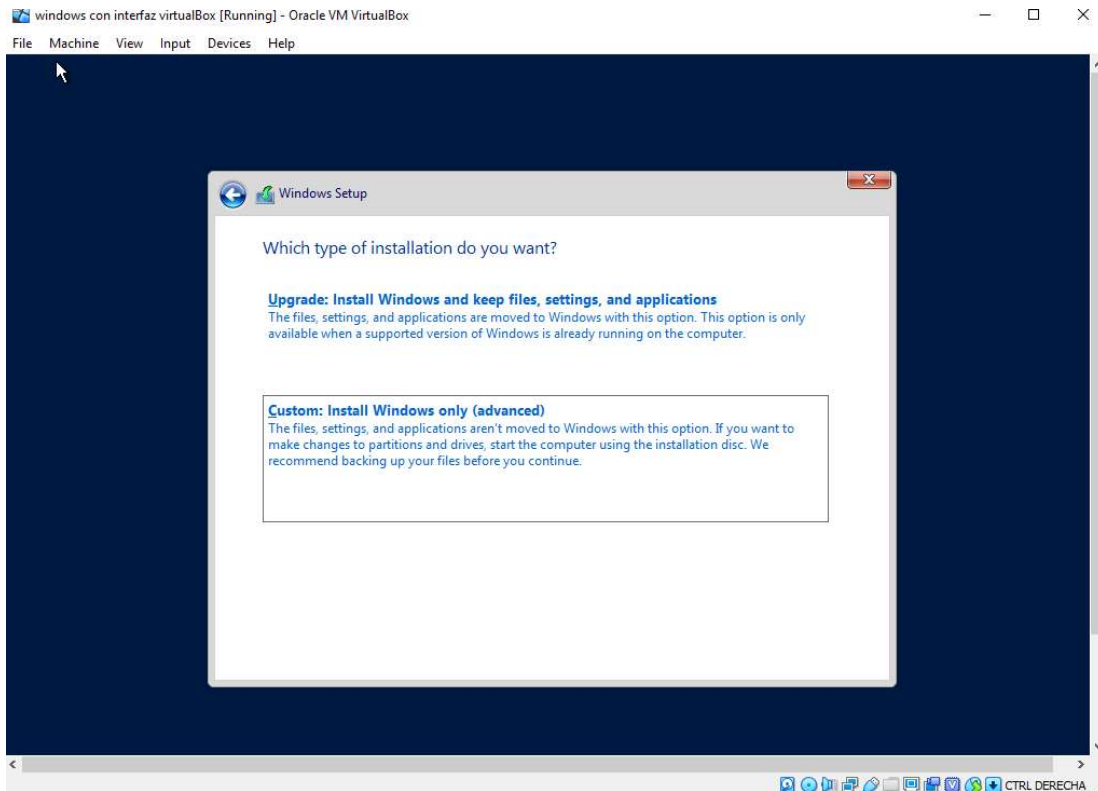 windows con interfaz virtualBox [Running] - Oracle VM VirtualBox
File Machine View Input Devices Help
Windows Setup
Which type of installation do you want?
Upgrade: Install Windows and keep files, settings, and applications
The files, settings, and applications are moved to Windows with this option. This option is only
available when a supported version of Windows is already running on the computer.
Custom: Install Windows only (advanced)
The files, settings, and applications aren't moved to Windows with this option. If you want to
make changes to partitions and drives, start the computer using the installation disc. We
recommend backing up your files before you continue.
CTRL DERECHA